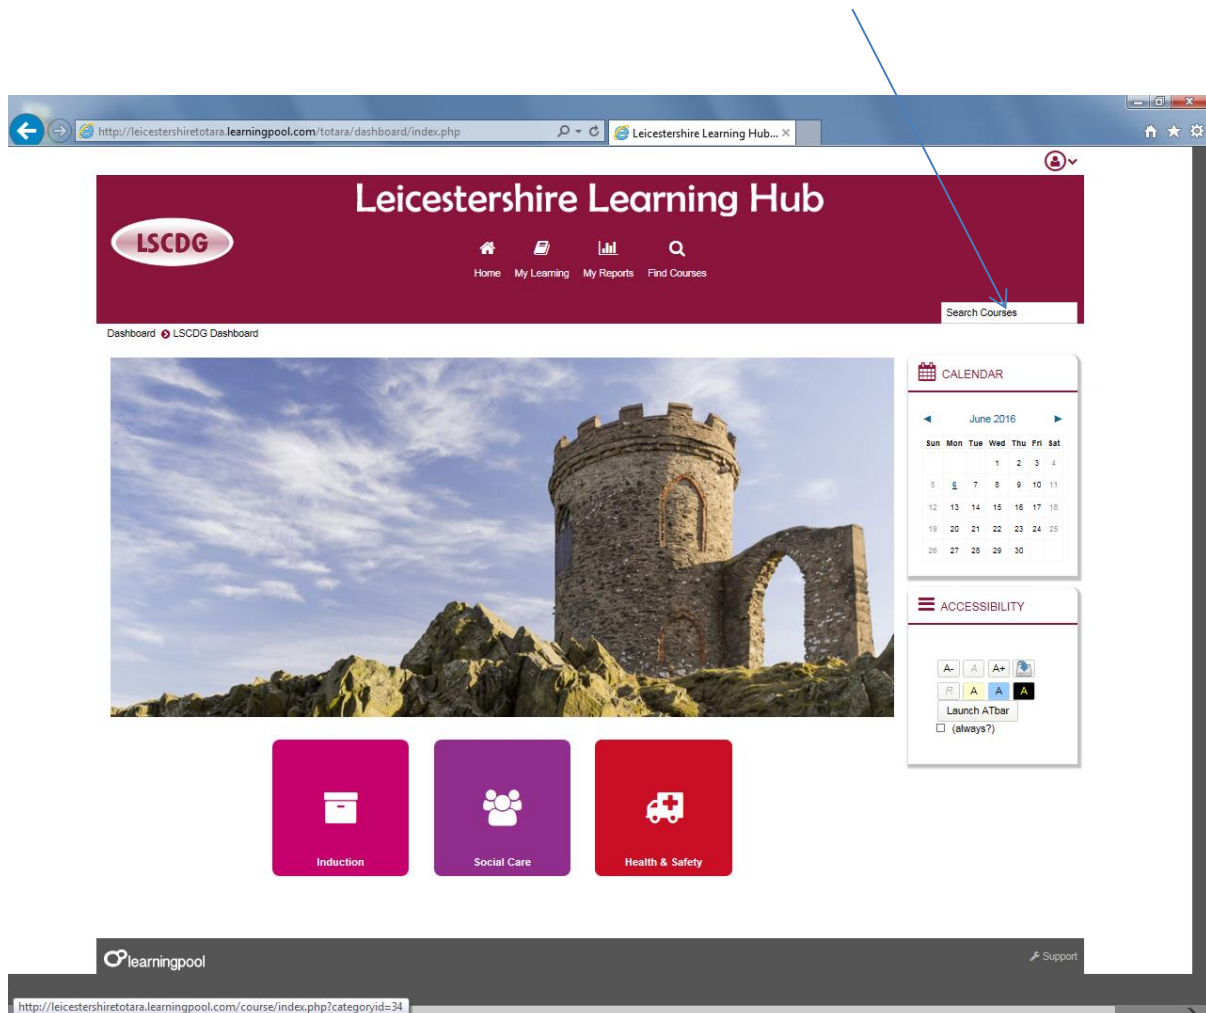 http://leicestershiretotara.learningpool.com/totara/dashboard/index.php
Leicestershire Learning Hub...
Leicestershire Learning Hub
LSCDG
Home My Learning My Reports Find Courses
Search Courses
Dashboard LSCDG Dashboard
CALENDAR
June 2016
Sun Mon Tue Wed Thu Fri Sat
1 2 3 4
5 6 7 8 9 10 11
12 13 14 15 16 17 18
19 20 21 22 23 24 25
26 27 28 29 30
ACCESSIBILITY
A- A A+
R A A A
Launch ATbar
(always?)
Induction
Social Care
Health & Safety
learningpool
Support
http://leicestershiretotara.learningpool.com/course/index.php?categoryid=34